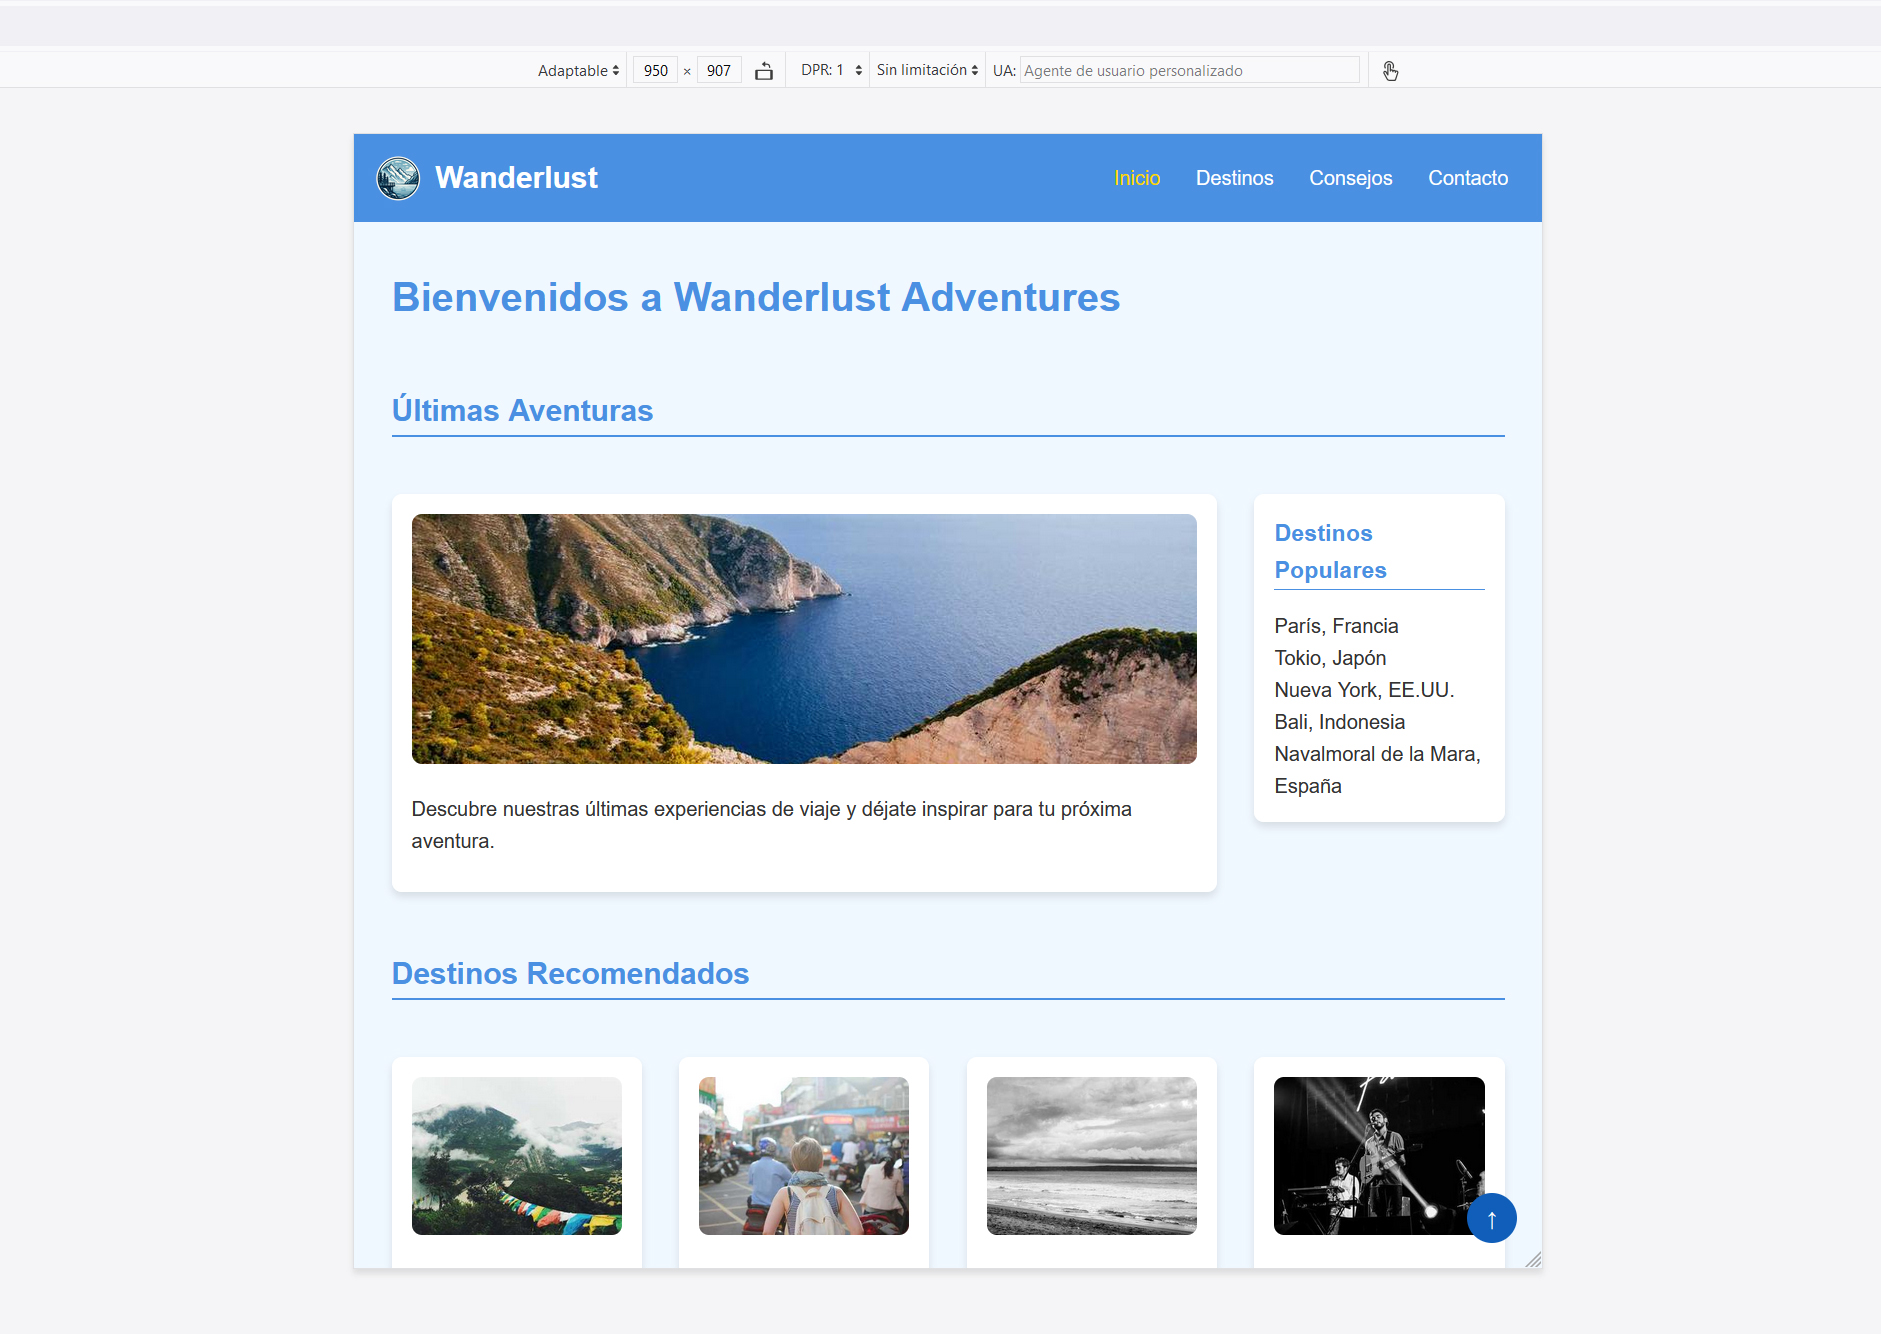 Adaptable 950 × 907 DPR: 1 Sin limitación UA: Agente de usuario personalizado
Wanderlust Inicio Destinos Consejos Contacto
Bienvenidos a Wanderlust Adventures
Últimas Aventuras
Descubre nuestras últimas experiencias de viaje y déjate inspirar para tu próxima
aventura.
Destinos
Populares
París, Francia
Tokio, Japón
Nueva York, EE.UU.
Bali, Indonesia
Navalmoral de la Mara,
España
Destinos Recomendados
↑